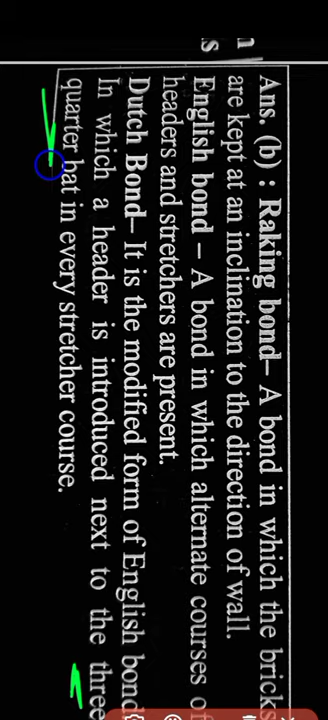 Ans. (b) : Raking bond– A bond in which the bricks
are kept at an inclination to the direction of wall.
English bond – A bond in which alternate courses of
headers and stretchers are present.
Dutch Bond– It is the modified form of English bond
In which a header is introduced next to the three
quarter bat in every stretcher course.